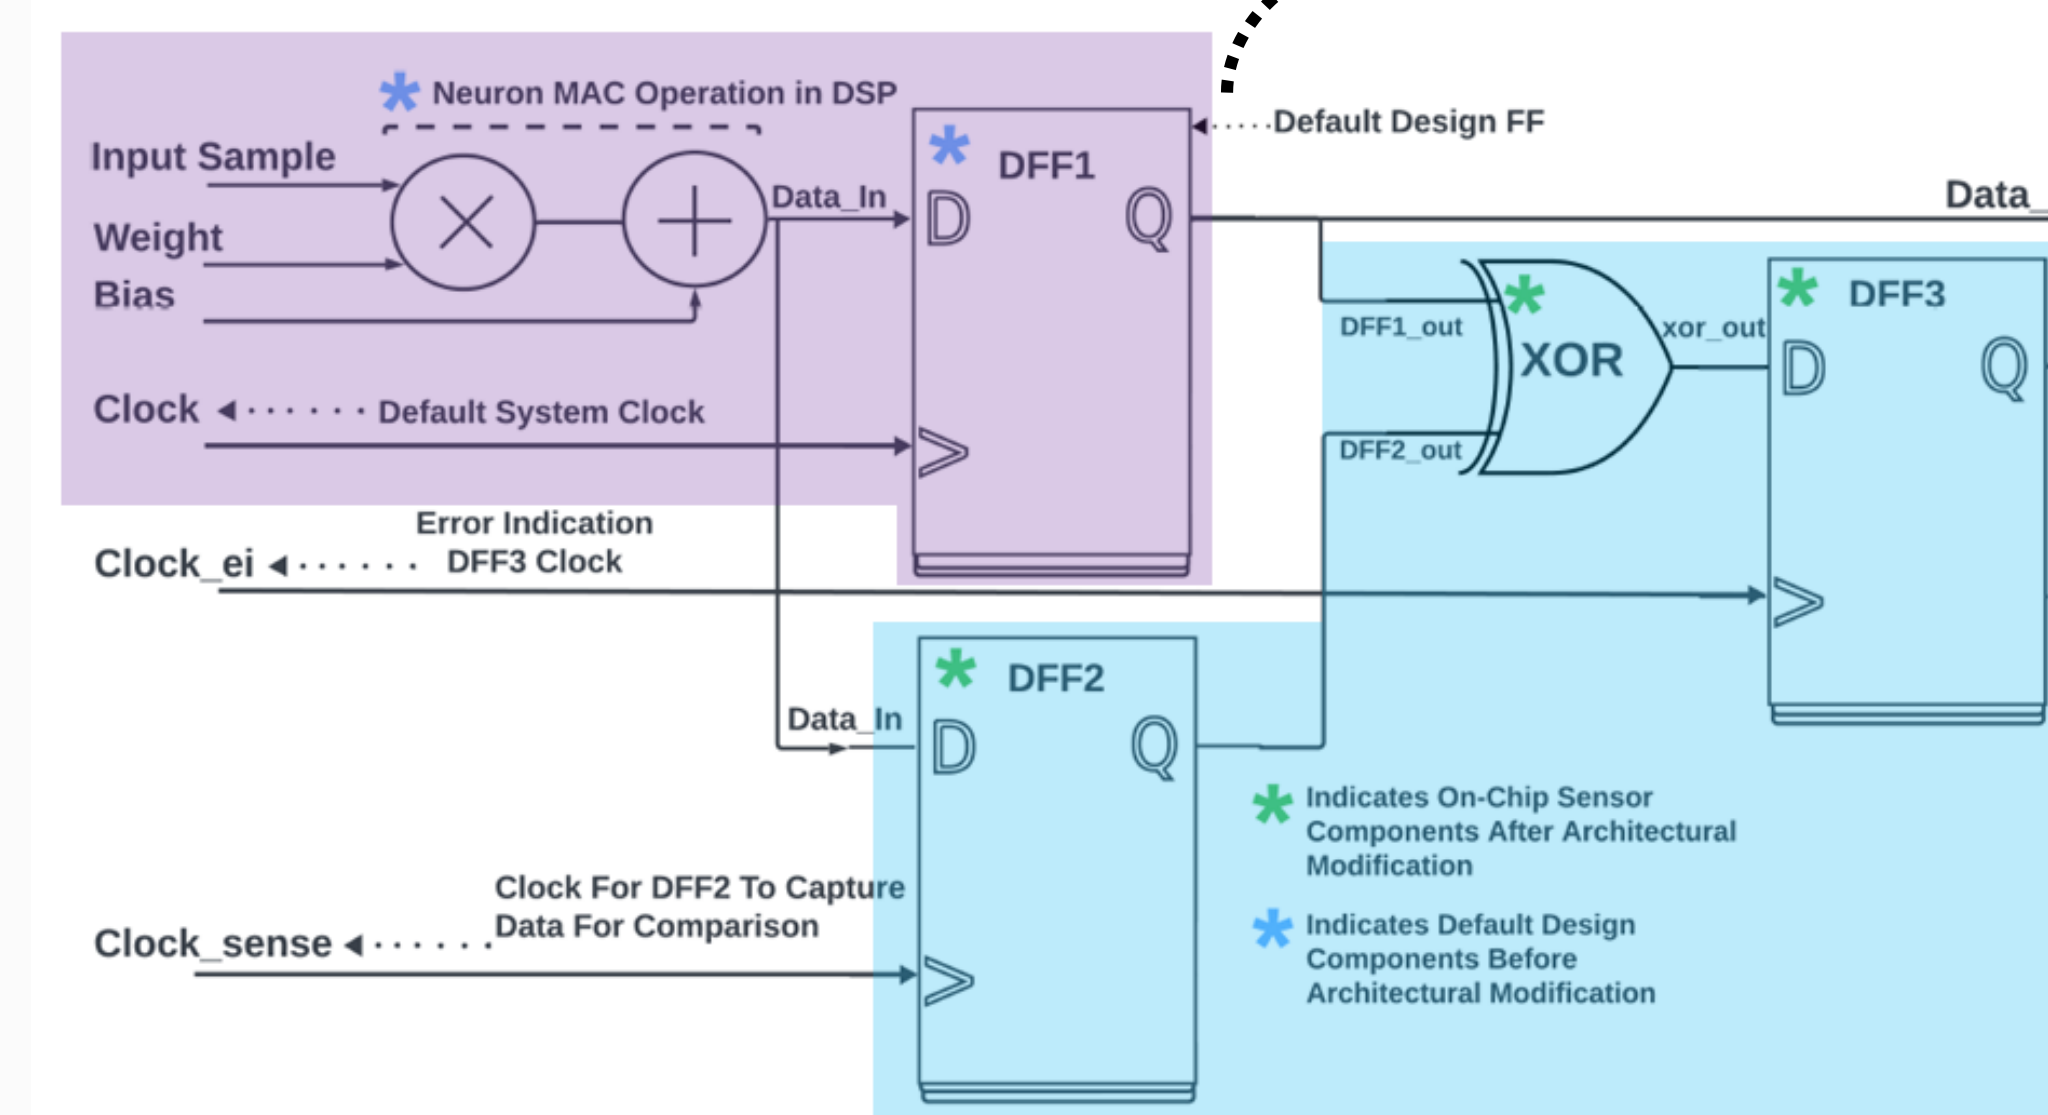 * Neuron MAC Operation in DSP
Input Sample
Weight
Bias
Data_In
* DFF1
D Q
Default Design FF
Data_
Clock
Default System Clock
>
Error Indication
DFF3 Clock
Clock_ei
DFF1_out
DFF2_out
* XOR
xor_out
* DFF3
D Q
>
* DFF2
Data_In
D Q
Clock For DFF2 To Capture
Data For Comparison
Clock_sense
>
* Indicates On-Chip Sensor
Components After Architectural
Modification
* Indicates Default Design
Components Before
Architectural Modification